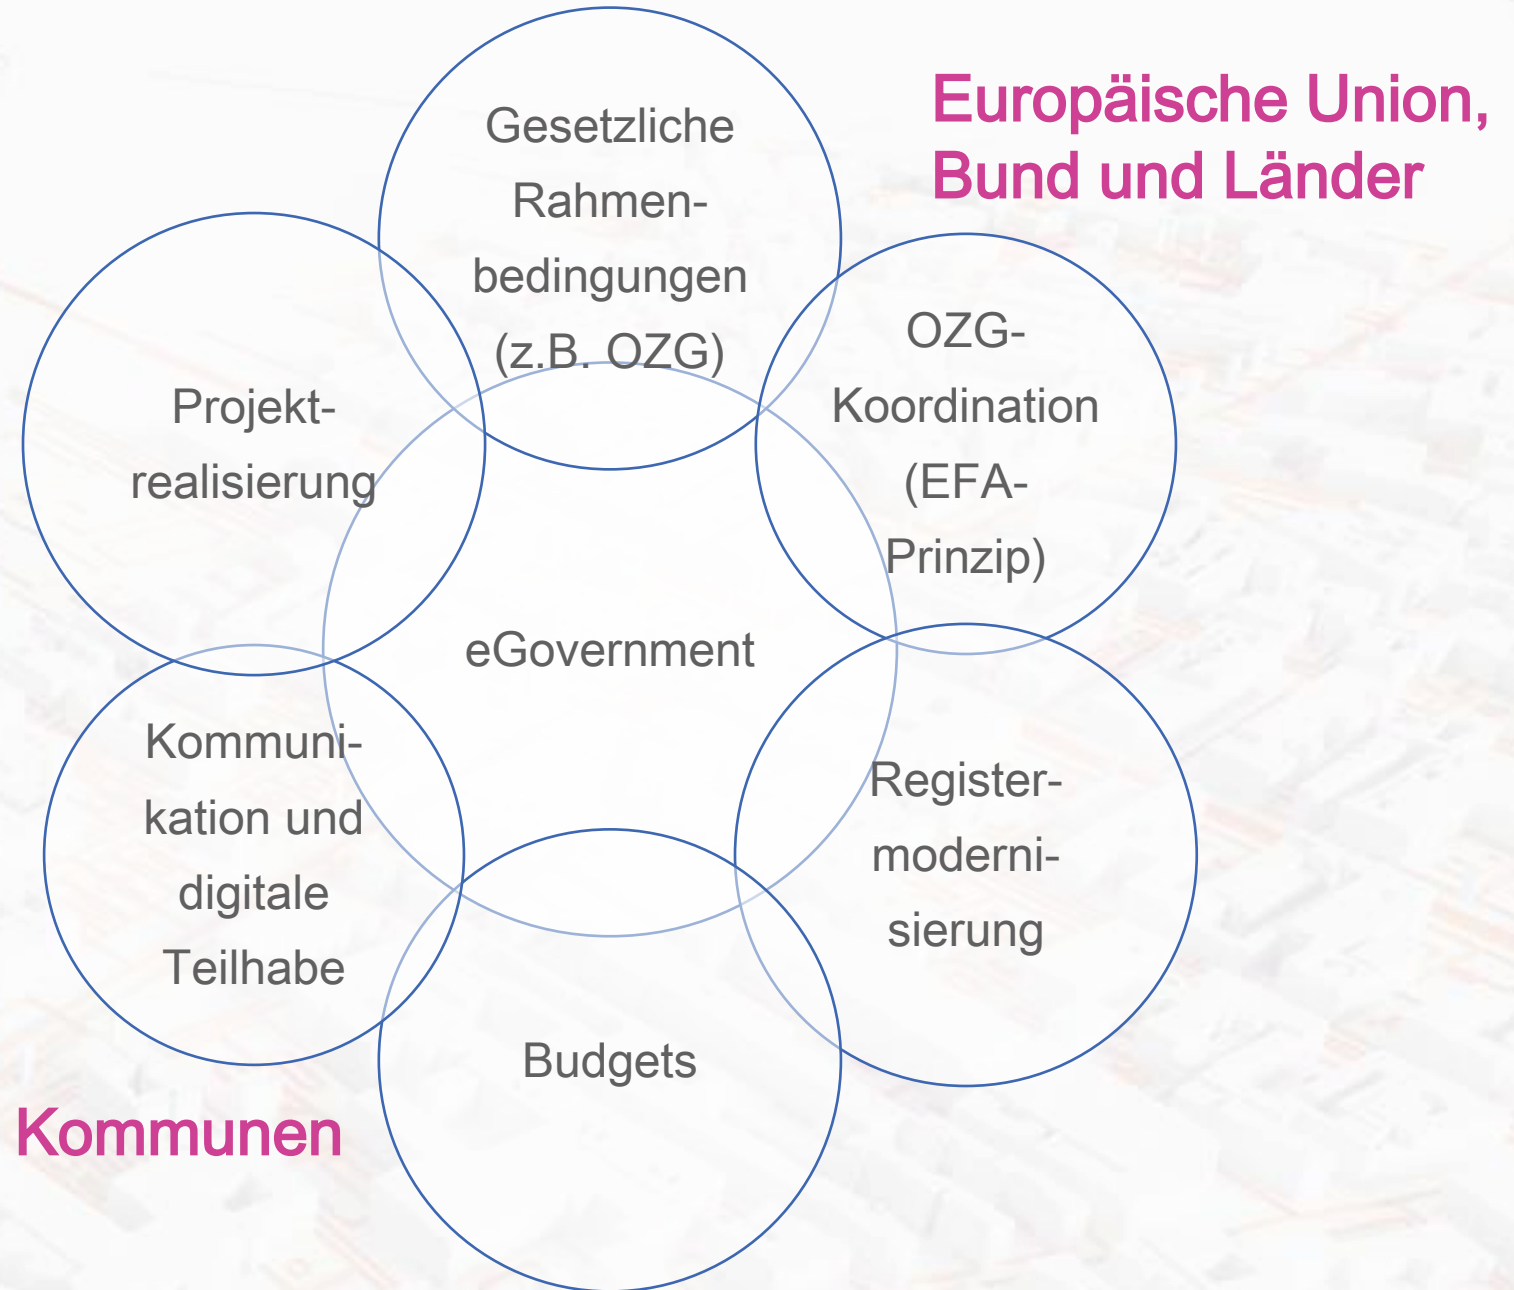 Europäische Union,
Bund und Länder
Gesetzliche
Rahmen-
bedingungen
(z.B. OZG)
OZG-
Koordination
(EFA-
Prinzip)
Projekt-
realisierung
eGovernment
Register-
moderni-
sierung
Kommuni-
kation und
digitale
Teilhabe
Budgets
Kommunen